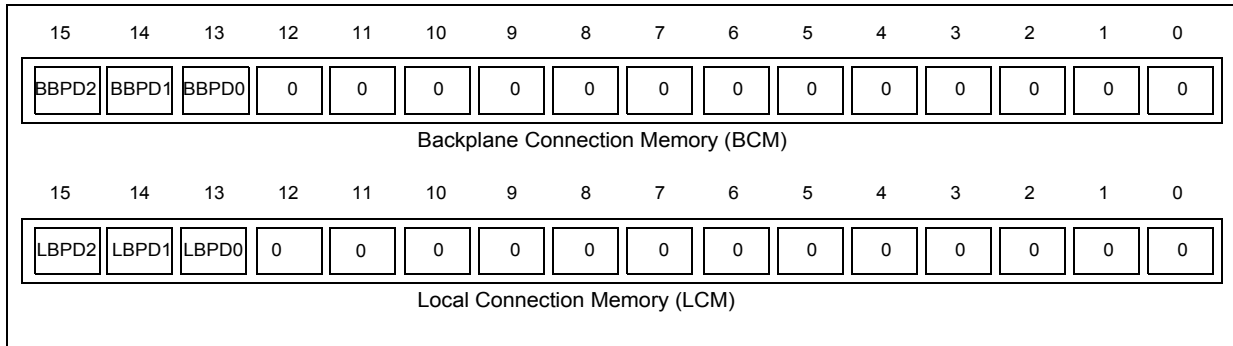 15 14 13 12 11 10 9 8 7 6 5 4 3 2 1 0
BBPD2 BBPD1 BBPD0 0 0 0 0 0 0 0 0 0 0 0 0 0
Backplane Connection Memory (BCM)
15 14 13 12 11 10 9 8 7 6 5 4 3 2 1 0
LBPD2 LBPD1 LBPD0 0 0 0 0 0 0 0 0 0 0 0 0 0
Local Connection Memory (LCM)